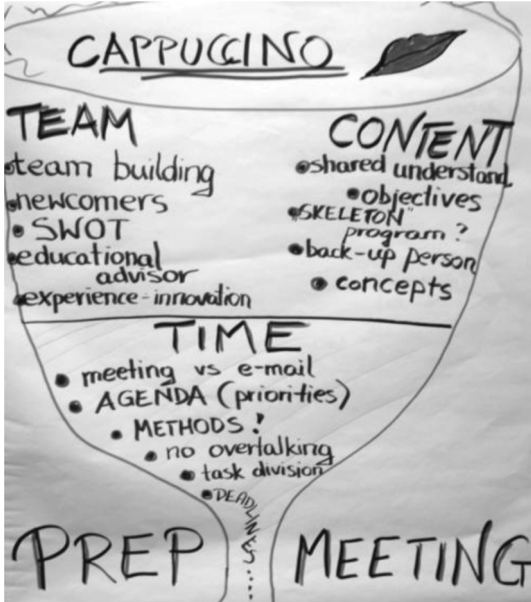 CAPPUCCINO
TEAM
• team building
• newcomers
• SWOT
• educational
advisor
• experience - innovation
CONTENT
• shared understand.
• objectives
• "SKELETON"
program?
• back-up person
• concepts
TIME
• meeting vs e-mail
• AGENDA (priorities)
• METHODS!
• no overtalking
• task division
• DEADLINES....
PREP MEETING